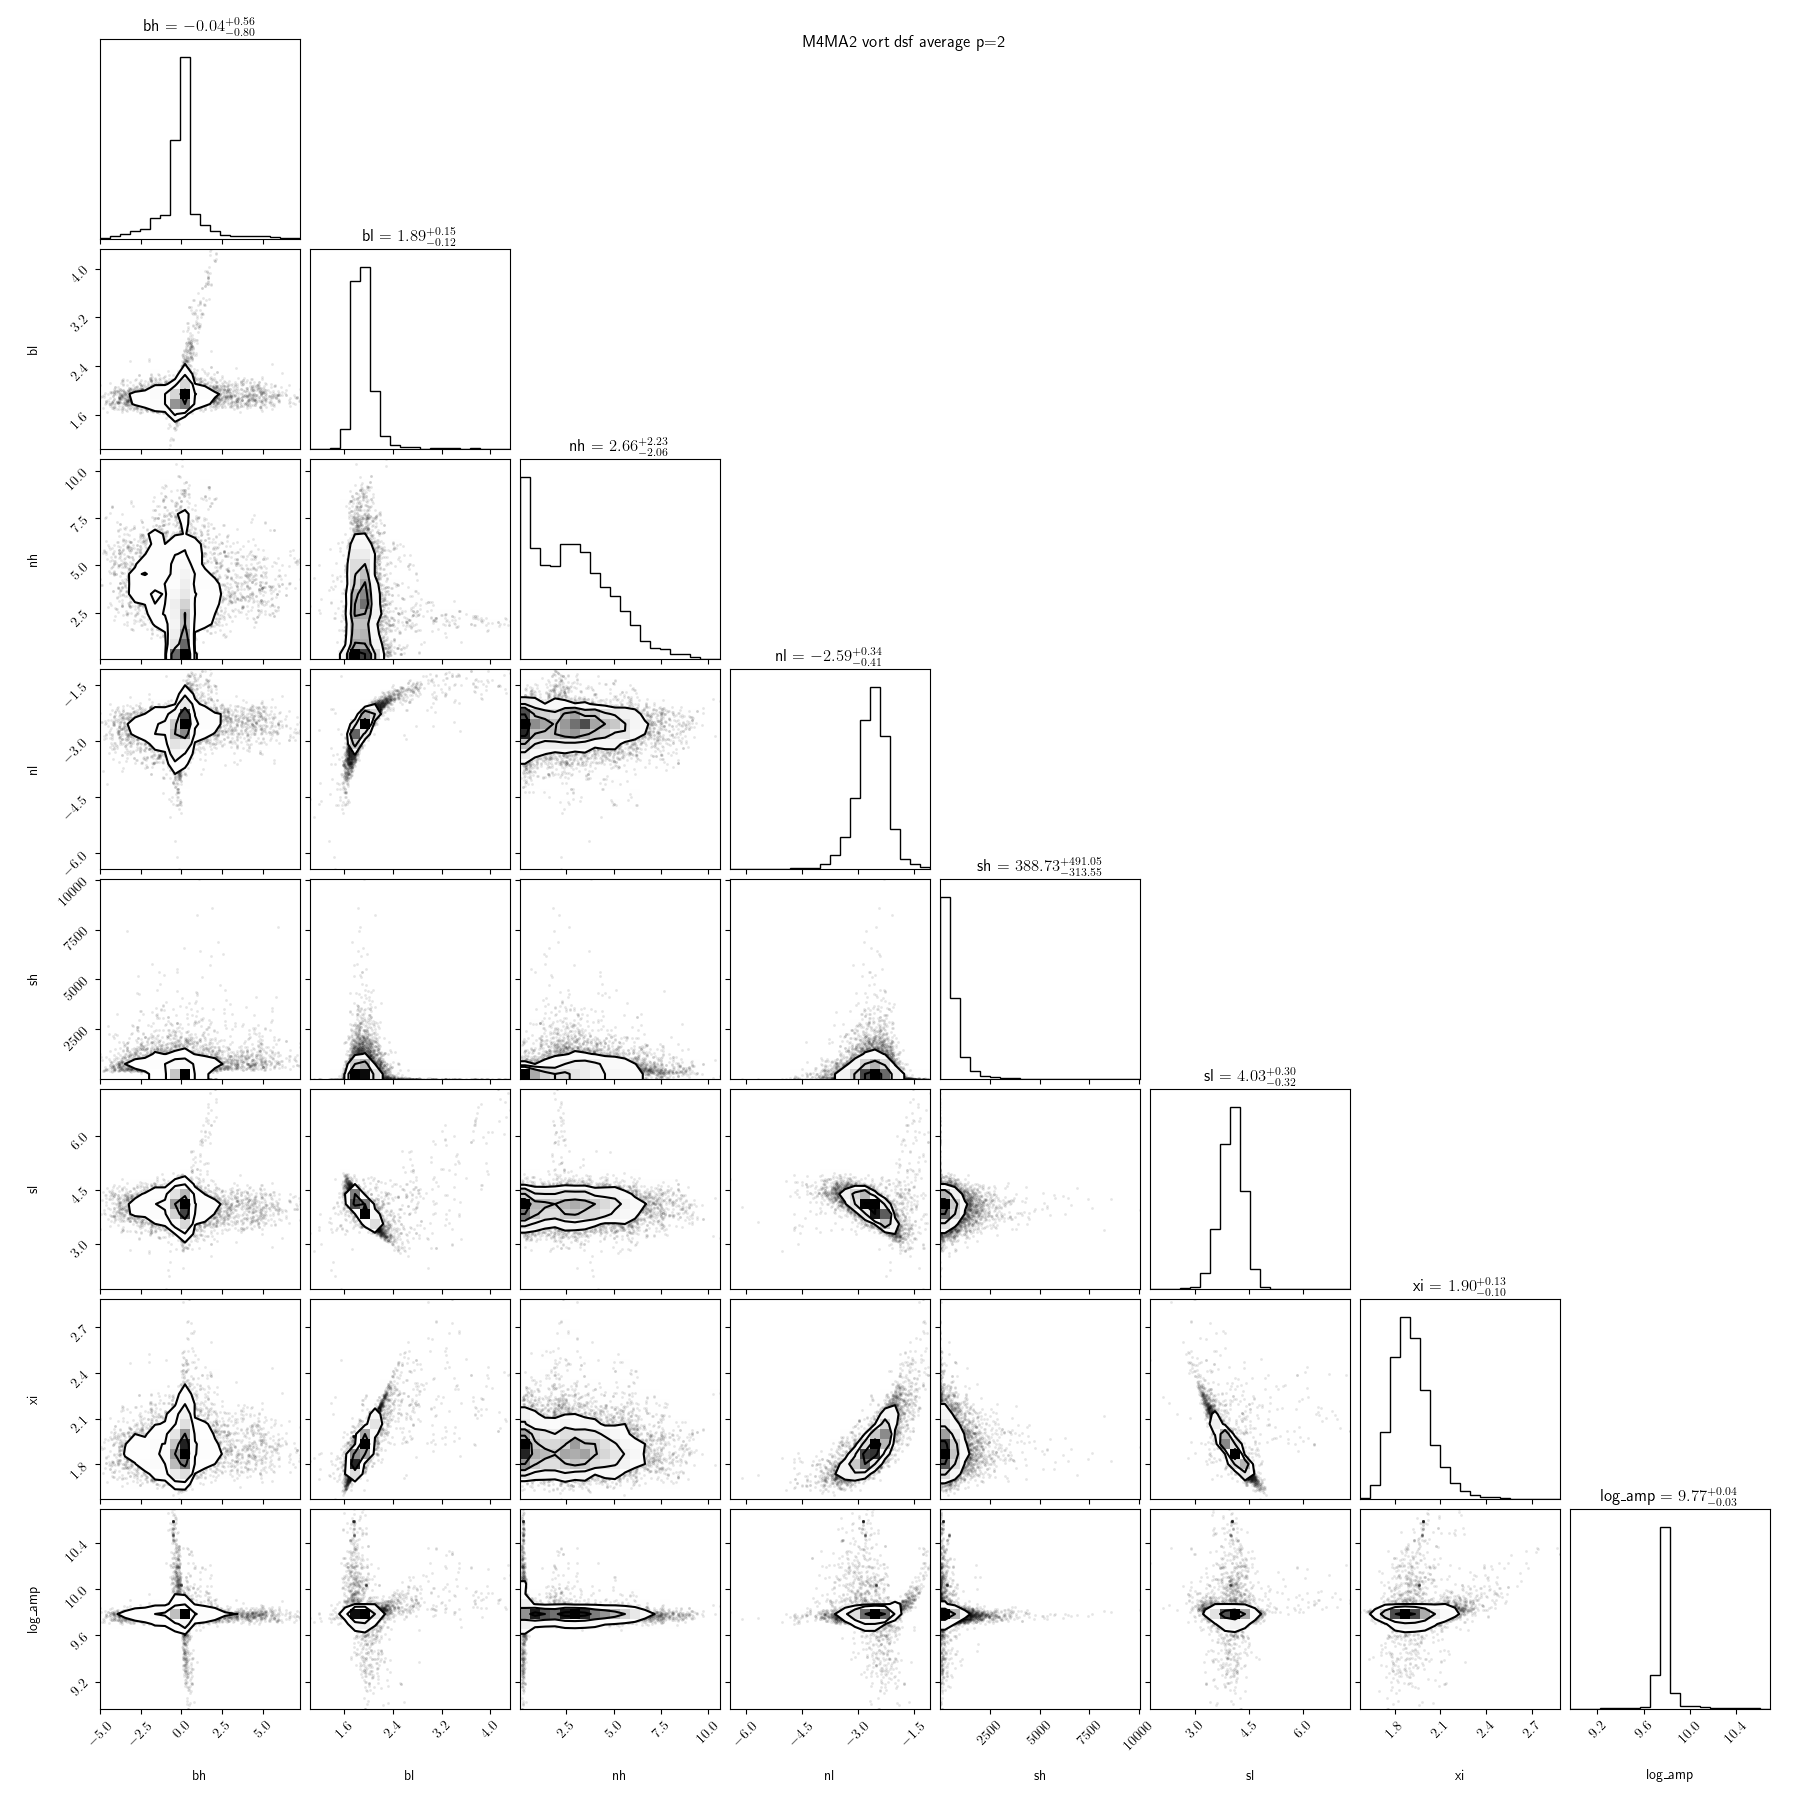 bh = −0.04+0.56−0.80
M4MA2 vort dsf average p=2
bl = 1.89+0.15−0.12
4.0
3.2
2.4
1.6
bl
nh = 2.66+2.23−2.06
10.0
7.5
5.0
2.5
nh
nl = −2.59+0.34−0.41
−1.5
−3.0
−4.5
−6.0
nl
sh = 388.73+491.05−313.55
10000
7500
5000
2500
sh
sl = 4.03+0.30−0.32
6.0
4.5
3.0
sl
xi = 1.90+0.13−0.10
2.7
2.4
2.1
1.8
xi
log_amp = 9.77+0.04−0.03
10.4
10.0
9.6
9.2
log_amp
−5.0 −2.5 0.0 2.5 5.0 1.6 2.4 3.2 4.0 2.5 5.0 7.5 10.0 −6.0 −4.5 −3.0 −1.5 2500 5000 7500 10000 3.0 4.5 6.0 1.8 2.1 2.4 2.7 9.2 9.6 10.0 10.4
bh bl nh nl sh sl xi log_amp